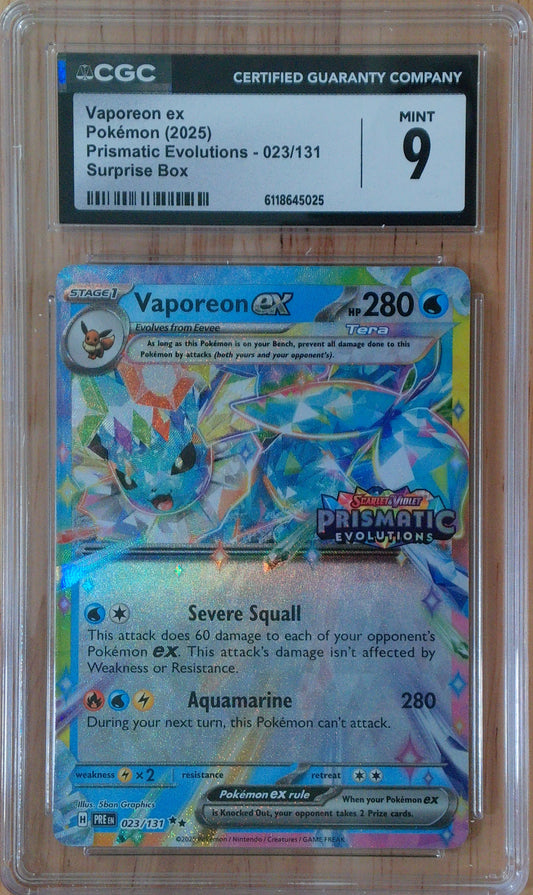 CGC
CERTIFIED GUARANTY COMPANY
Vaporeon ex
Pokémon (2025)
Prismatic Evolutions - 023/131
Surprise Box
MINT
9
6118645025
STAGE 1
Vaporeon ex
HP 280
Evolves from Eevee
Tera
As long as this Pokémon is on your Bench, prevent all damage done to this
Pokémon by attacks (both yours and your opponent's).
SCARLET & VIOLET
PRISMATIC
EVOLUTIONS
Severe Squall
This attack does 60 damage to each of your opponent's
Pokémon ex. This attack's damage isn't affected by
Weakness or Resistance.
Aquamarine 280
During your next turn, this Pokémon can't attack.
weakness ×2 resistance retreat
Illus. 5ban Graphics
Pokémon ex rule
When your Pokémon ex
is Knocked Out, your opponent takes 2 Prize cards.
H PRE EN 023/131 ★★
©2025 Pokémon / Nintendo / Creatures / GAME FREAK